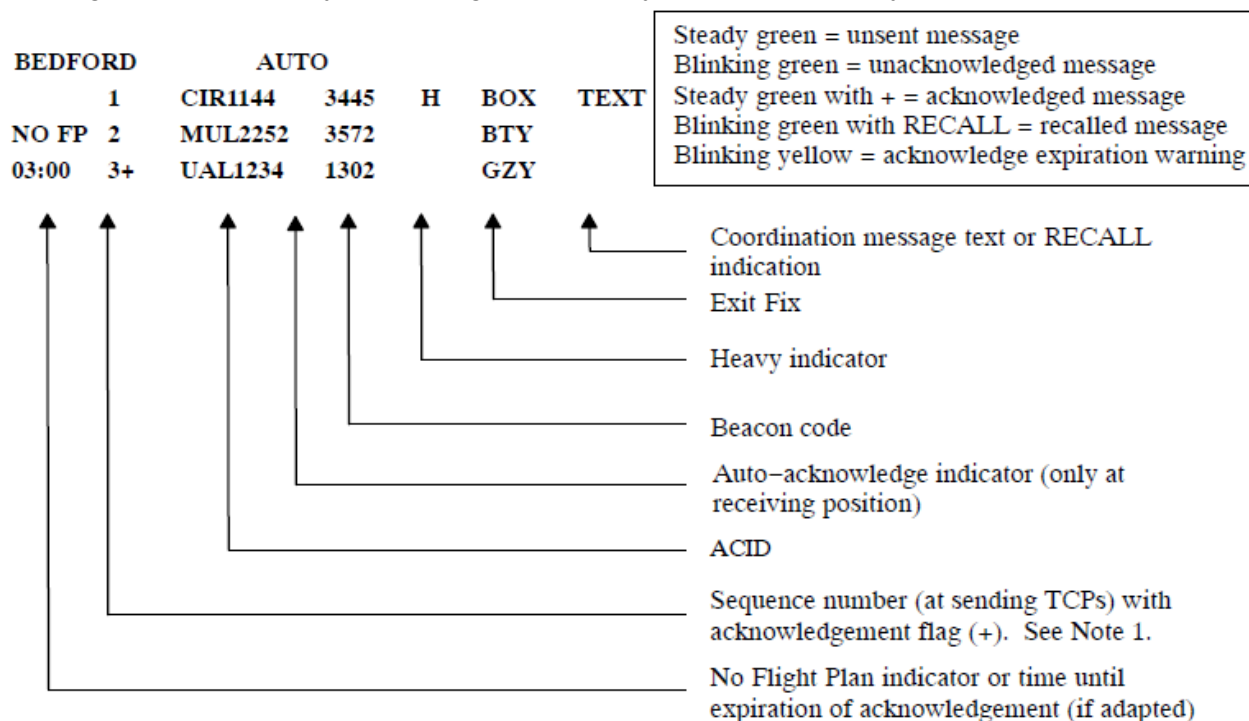 BEDFORD AUTO
1 CIR1144 3445 H BOX TEXT
NO FP 2 MUL2252 3572 BTY
03:00 3+ UAL1234 1302 GZY
Steady green = unsent message
Blinking green = unacknowledged message
Steady green with + = acknowledged message
Blinking green with RECALL = recalled message
Blinking yellow = acknowledge expiration warning
Coordination message text or RECALL
indication
Exit Fix
Heavy indicator
Beacon code
Auto−acknowledge indicator (only at
receiving position)
ACID
Sequence number (at sending TCPs) with
acknowledgement flag (+). See Note 1.
No Flight Plan indicator or time until
expiration of acknowledgement (if adapted)